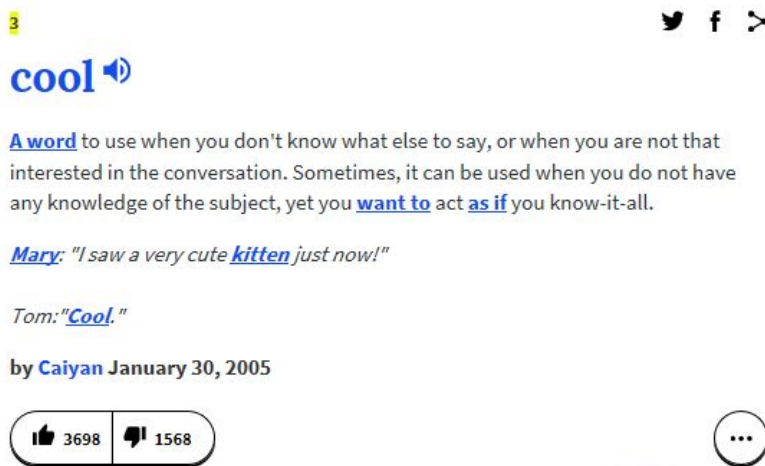 3
cool
A word to use when you don't know what else to say, or when you are not that
interested in the conversation. Sometimes, it can be used when you do not have
any knowledge of the subject, yet you want to act as if you know-it-all.
Mary: "I saw a very cute kitten just now!"
Tom:"Cool."
by Caiyan January 30, 2005
3698 1568